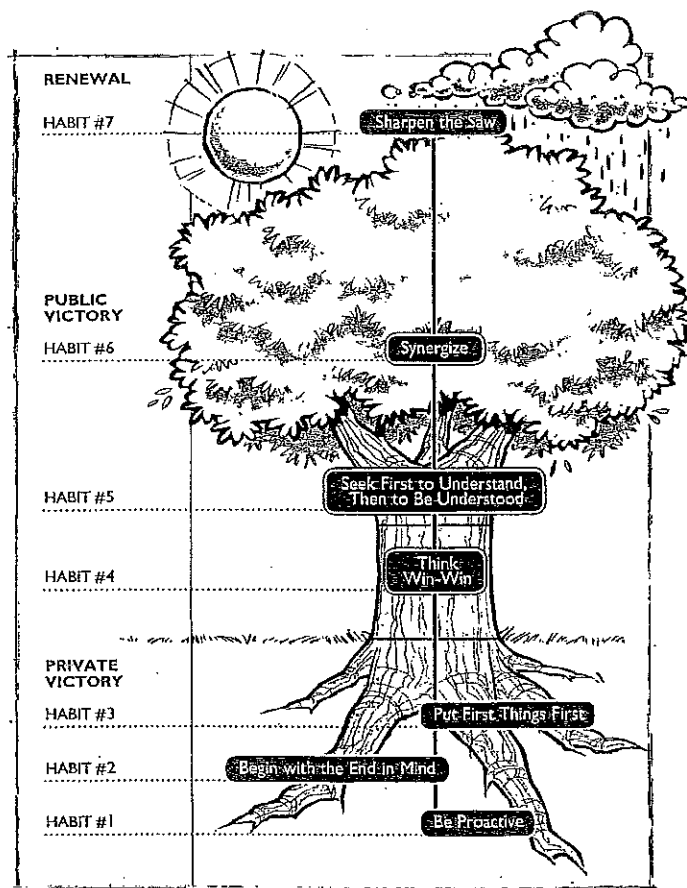 RENEWAL
HABIT #7
Sharpen the Saw
PUBLIC
VICTORY
HABIT #6
Synergize
HABIT #5
Seek First to Understand,
Then to Be Understood
HABIT #4
Think
Win-Win
PRIVATE
VICTORY
HABIT #3
Put First Things First
HABIT #2
Begin with the End in Mind
HABIT #1
Be Proactive